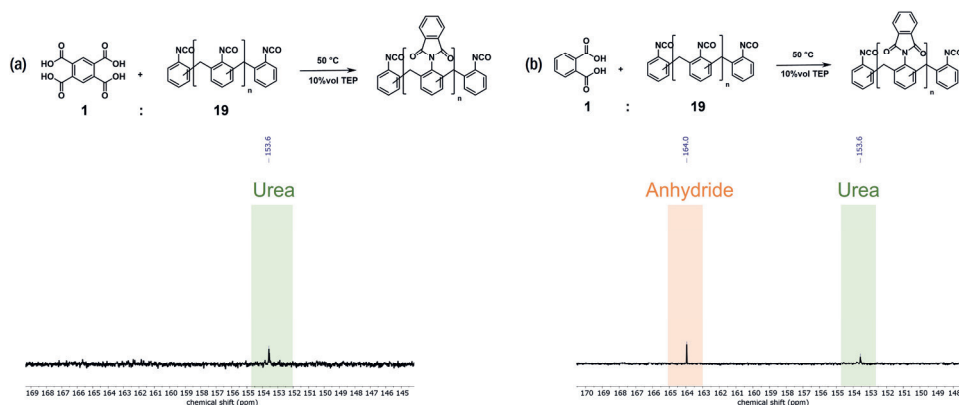 (a)
O
OH
HO
HO
OH
O
1
+
:
NCO
NCO
NCO
n
19
50 °C
10%vol TEP
O
O
N
NCO
NCO
n
(b)
OH
OH
O
1
+
:
NCO
NCO
NCO
n
19
50 °C
10%vol TEP
O
O
N
NCO
NCO
n
−153.6
Urea
169 168 167 166 165 164 163 162 161 160 159 158 157 156 155 154 153 152 151 150 149 148 147 146 145
chemical shift (ppm)
−164.0
−153.6
Anhydride
Urea
170 169 168 167 166 165 164 163 162 161 160 159 158 157 156 155 154 153 152 151 150 149 148
chemical shift (ppm)